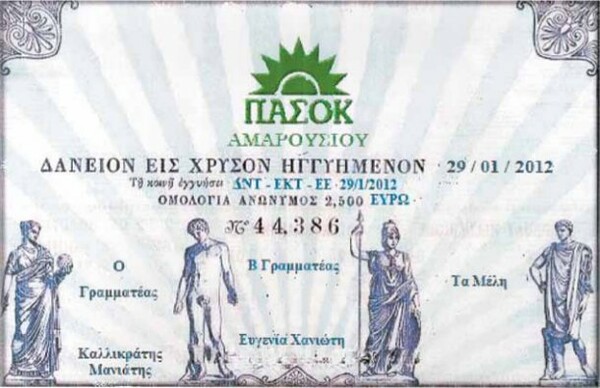 ΠΑΣΟΚ
ΑΜΑΡΟΥΣΙΟΥ
ΔΑΝΕΙΟΝ ΕΙΣ ΧΡΥΣΟΝ ΗΓΓΥΗΜΕΝΟΝ · 29 / 01 / 2012
Τῇ κοινῇ ἐγγυήσει ΔΝΤ - ΕΚΤ - ΕΕ · 29/1/2012
ΟΜΟΛΟΓΙΑ ΑΝΩΝΥΜΟΣ 2,500 ΕΥΡΩ
Nº 44,386
Ο Γραμματέας
Β Γραμματέας
Τα Μέλη
Καλλικράτης Μανιάτης
Ευγενία Χανιώτη